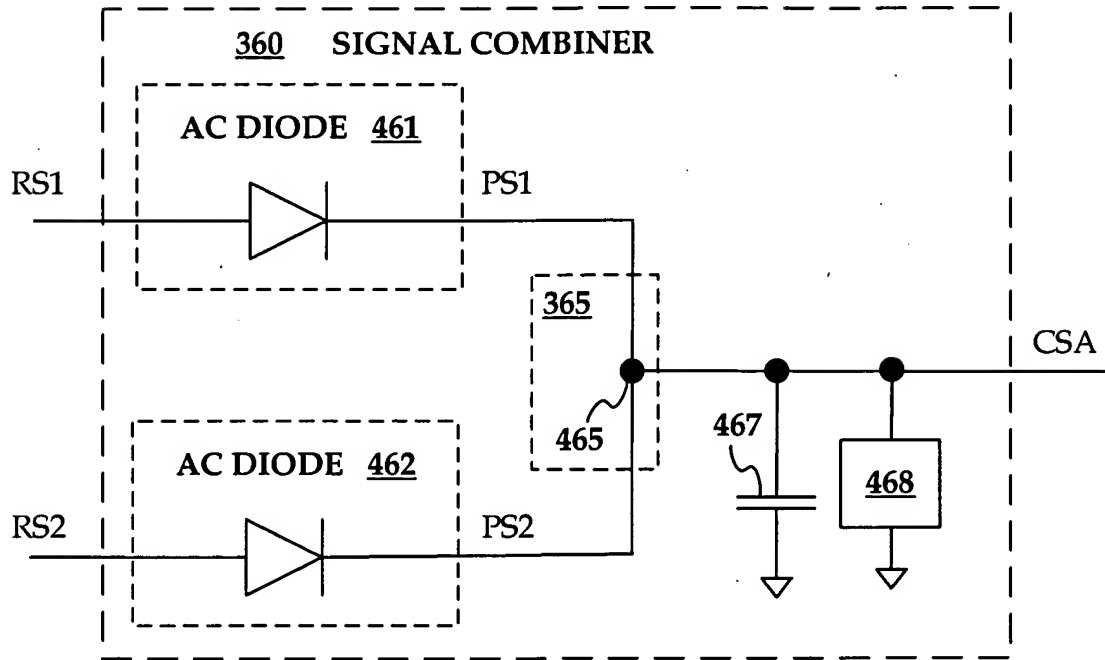 360 SIGNAL COMBINER
AC DIODE 461
RS1
PS1
365
CSA
465
467
468
AC DIODE 462
RS2
PS2